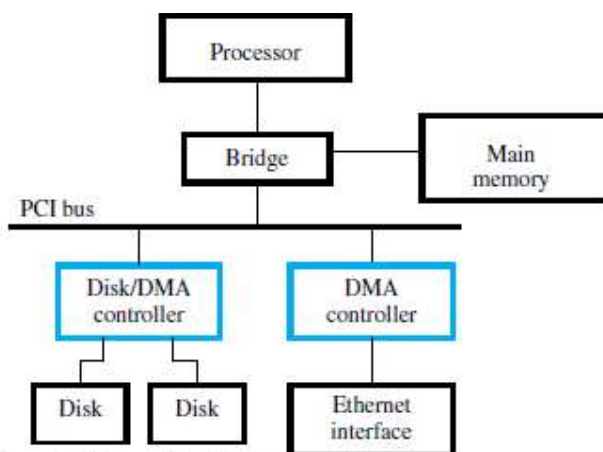 Processor
Bridge
Main
memory
PCI bus
Disk/DMA
controller
DMA
controller
Disk
Disk
Ethernet
interface